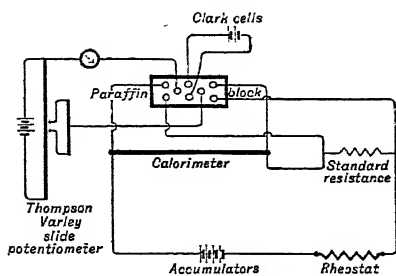 Clark cells
Paraffin block
Calorimeter
Standard
resistance
Thompson
Varley
slide
potentiometer
Accumulators
Rheostat